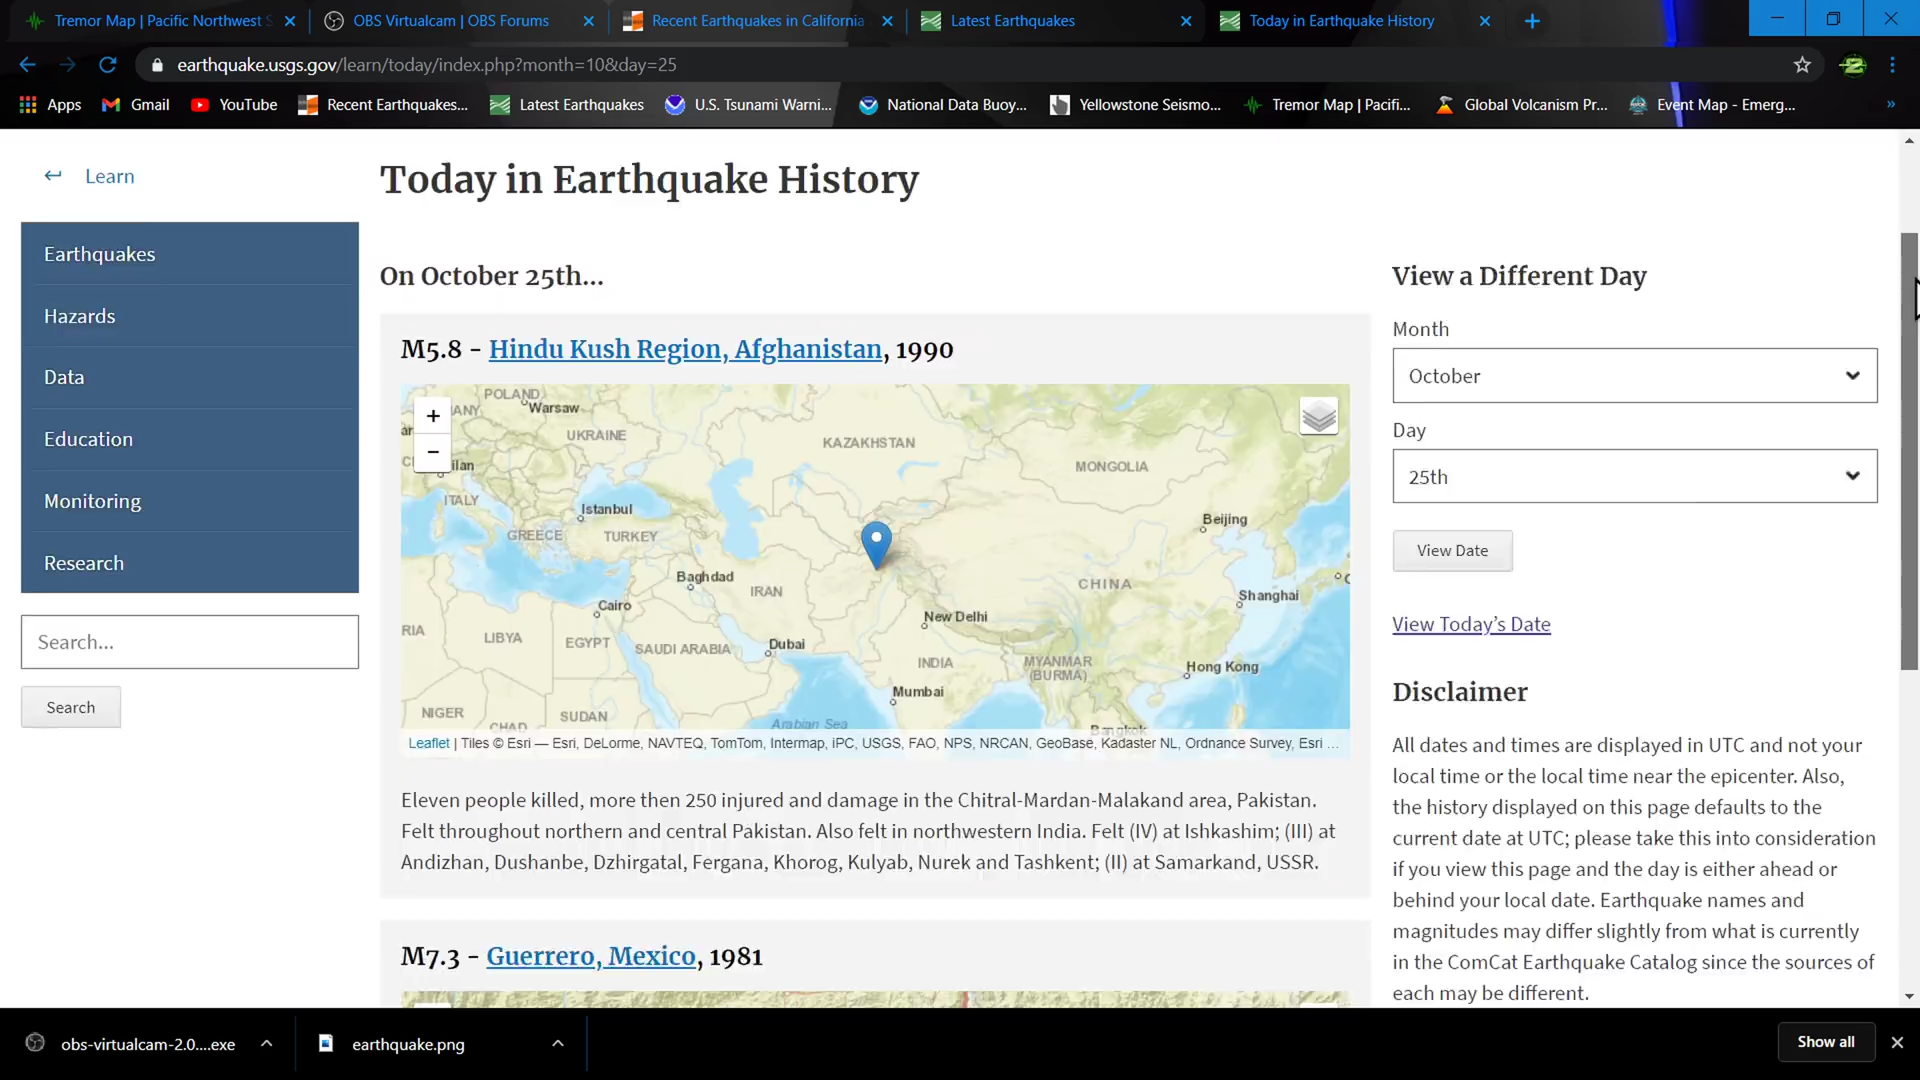 Tremor Map | Pacific Northwest S
OBS Virtualcam | OBS Forums
Recent Earthquakes in California
Latest Earthquakes
Today in Earthquake History
earthquake.usgs.gov/learn/today/index.php?month=10&day=25
Apps
Gmail
YouTube
Recent Earthquakes...
Latest Earthquakes
U.S. Tsunami Warni...
National Data Buoy...
Yellowstone Seismo...
Tremor Map | Pacifi...
Global Volcanism Pr...
Event Map - Emerg...
Learn
Earthquakes
Hazards
Data
Education
Monitoring
Research
Search...
Search
Today in Earthquake History
On October 25th...
M5.8 - Hindu Kush Region, Afghanistan, 1990
+
−
POLAND
Warsaw
UKRAINE
KAZAKHSTAN
MONGOLIA
ITALY
Istanbul
GREECE
TURKEY
Beijing
Baghdad
IRAN
CHINA
Shanghai
Cairo
New Delhi
LIBYA
EGYPT
SAUDI ARABIA
Dubai
INDIA
MYANMAR
(BURMA)
Hong Kong
Mumbai
NIGER
CHAD
SUDAN
Arabian Sea
Bangkok
Leaflet | Tiles © Esri — Esri, DeLorme, NAVTEQ, TomTom, Intermap, iPC, USGS, FAO, NPS, NRCAN, GeoBase, Kadaster NL, Ordnance Survey, Esri ...
Eleven people killed, more then 250 injured and damage in the Chitral-Mardan-Malakand area, Pakistan.
Felt throughout northern and central Pakistan. Also felt in northwestern India. Felt (IV) at Ishkashim; (III) at
Andizhan, Dushanbe, Dzhirgatal, Fergana, Khorog, Kulyab, Nurek and Tashkent; (II) at Samarkand, USSR.
M7.3 - Guerrero, Mexico, 1981
View a Different Day
Month
October
Day
25th
View Date
View Today's Date
Disclaimer
All dates and times are displayed in UTC and not your
local time or the local time near the epicenter. Also,
the history displayed on this page defaults to the
current date at UTC; please take this into consideration
if you view this page and the day is either ahead or
behind your local date. Earthquake names and
magnitudes may differ slightly from what is currently
in the ComCat Earthquake Catalog since the sources of
each may be different.
obs-virtualcam-2.0....exe
earthquake.png
Show all